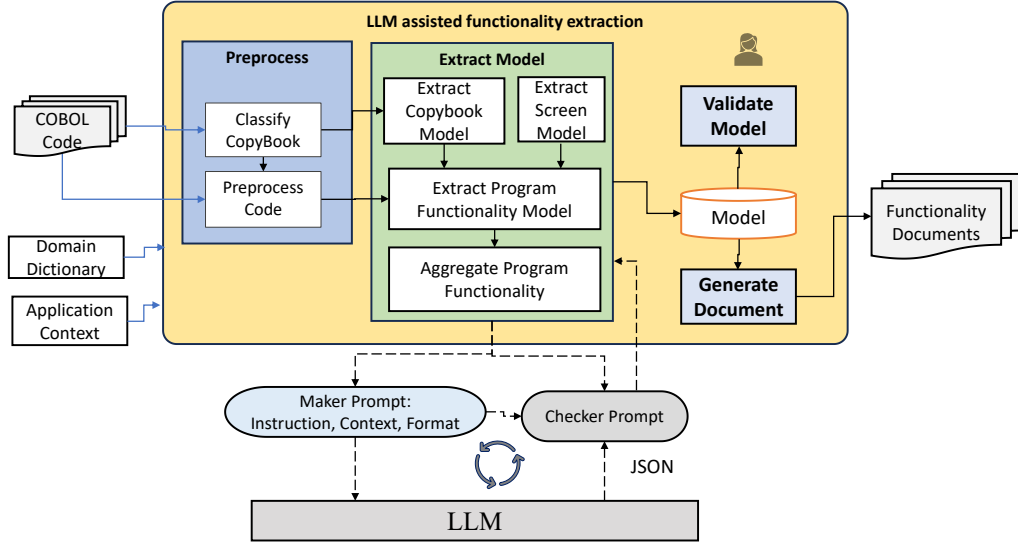 LLM assisted functionality extraction
Preprocess
Extract Model
COBOL
Code
Classify
CopyBook
Preprocess
Code
Extract
Copybook
Model
Extract
Screen
Model
Extract Program
Functionality Model
Aggregate Program
Functionality
Validate
Model
Model
Generate
Document
Functionality
Documents
Domain
Dictionary
Application
Context
Maker Prompt:
Instruction, Context, Format
Checker Prompt
JSON
LLM